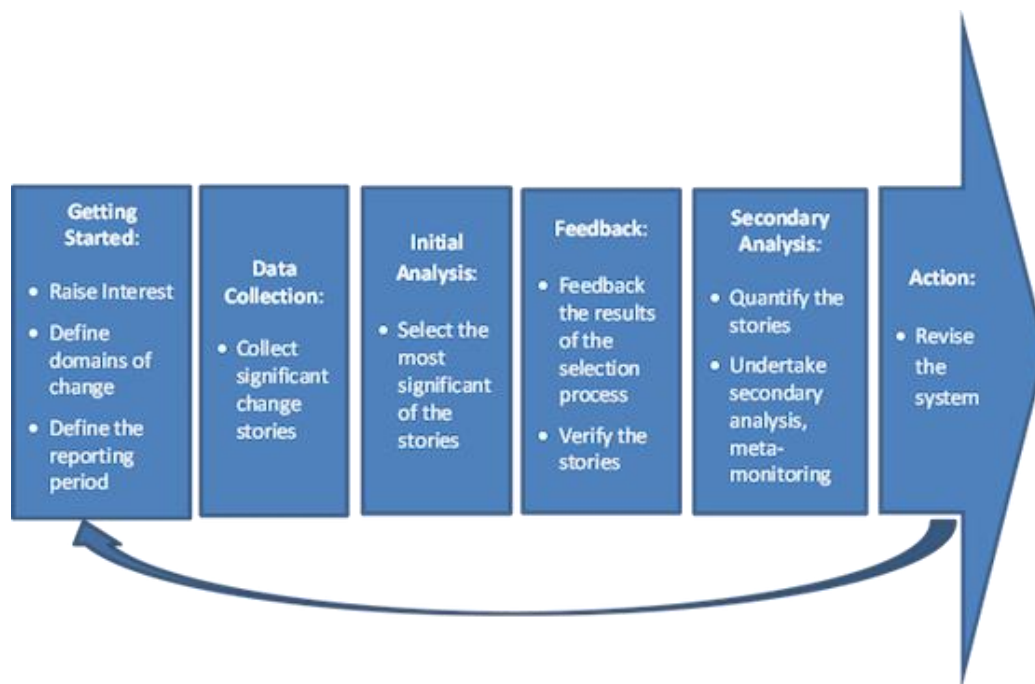 Getting
Started:
• Raise Interest
• Define
domains of
change
• Define the
reporting
period
Data
Collection:
• Collect
significant
change
stories
Initial
Analysis:
• Select the
most
significant
of the
stories
Feedback:
• Feedback
the results
of the
selection
process
• Verify the
stories
Secondary
Analysis:
• Quantify the
stories
• Undertake
secondary
analysis,
meta-
monitoring
Action:
• Revise
the
system